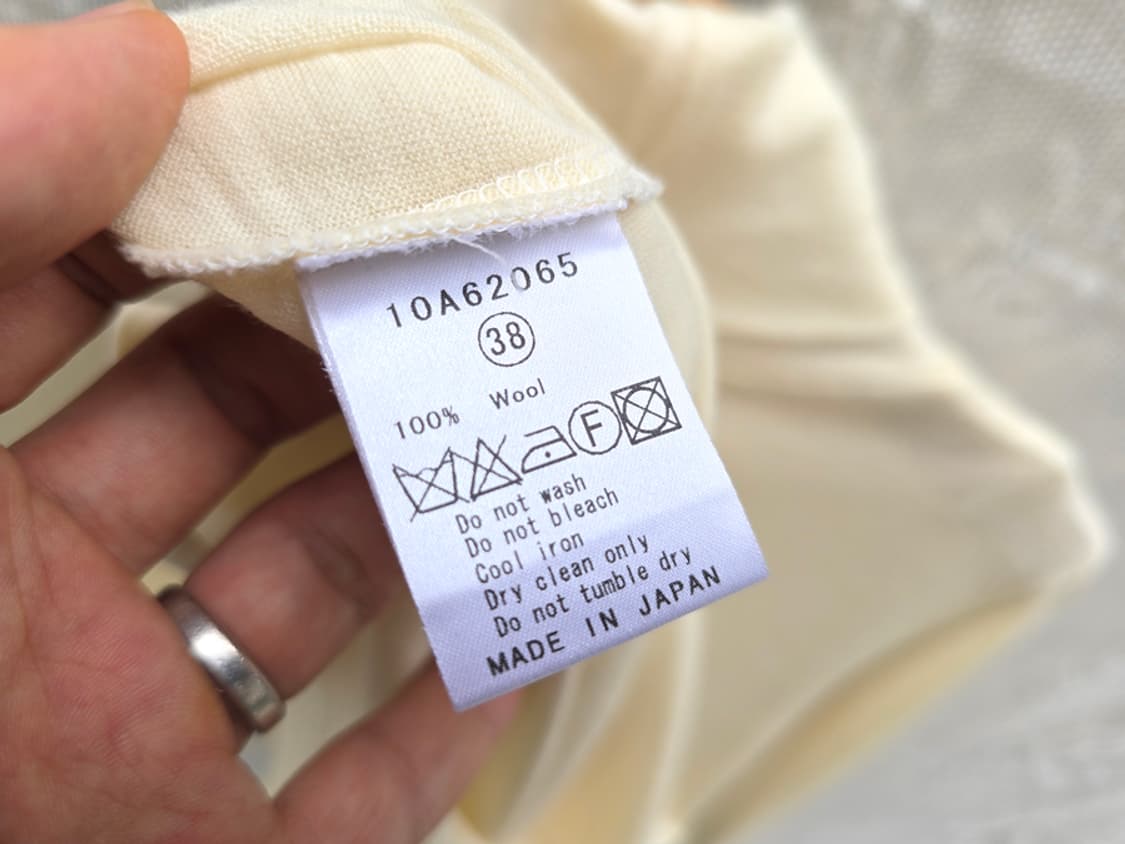 10A62065
38
100% Wool
F
Do not wash
Do not bleach
Cool iron
Dry clean only
Do not tumble dry
MADE IN JAPAN